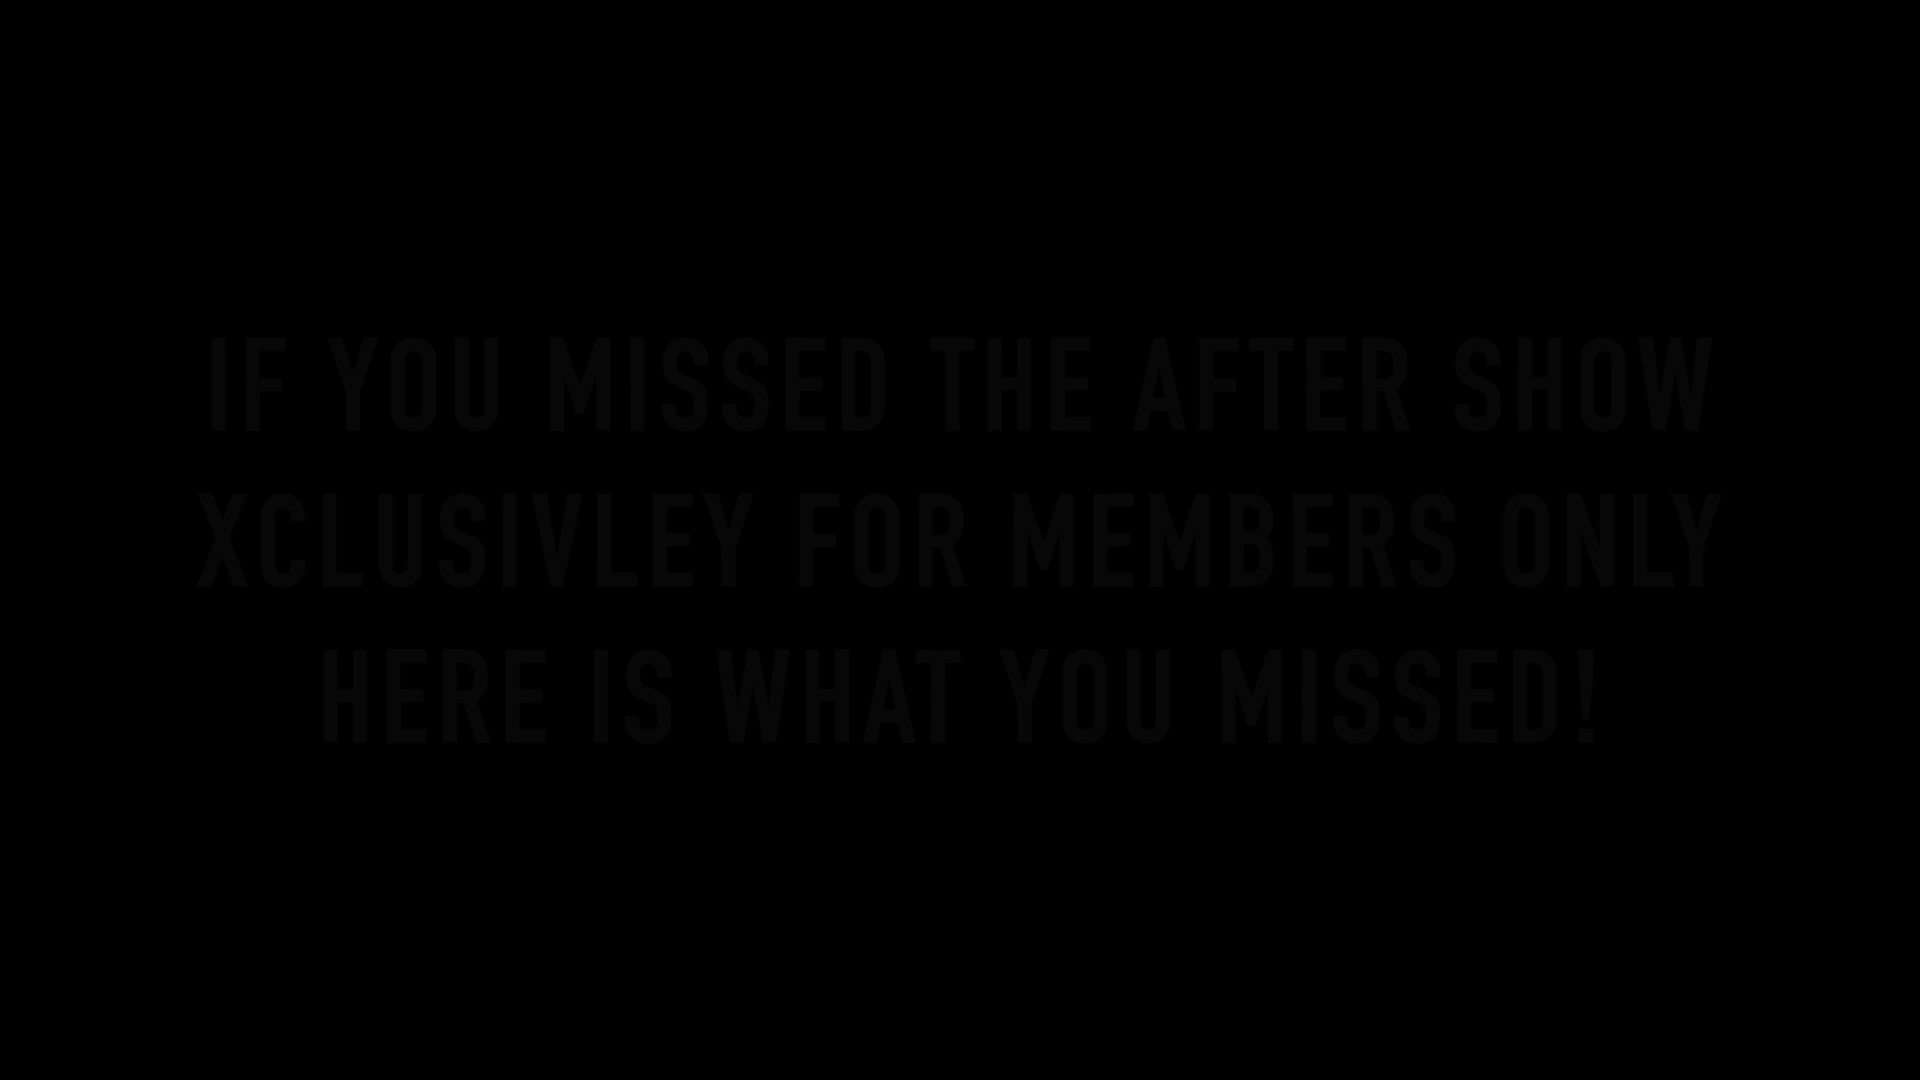 IF YOU MISSED THE AFTER SHOW
XCLUSIVLEY FOR MEMBERS ONLY
HERE IS WHAT YOU MISSED!